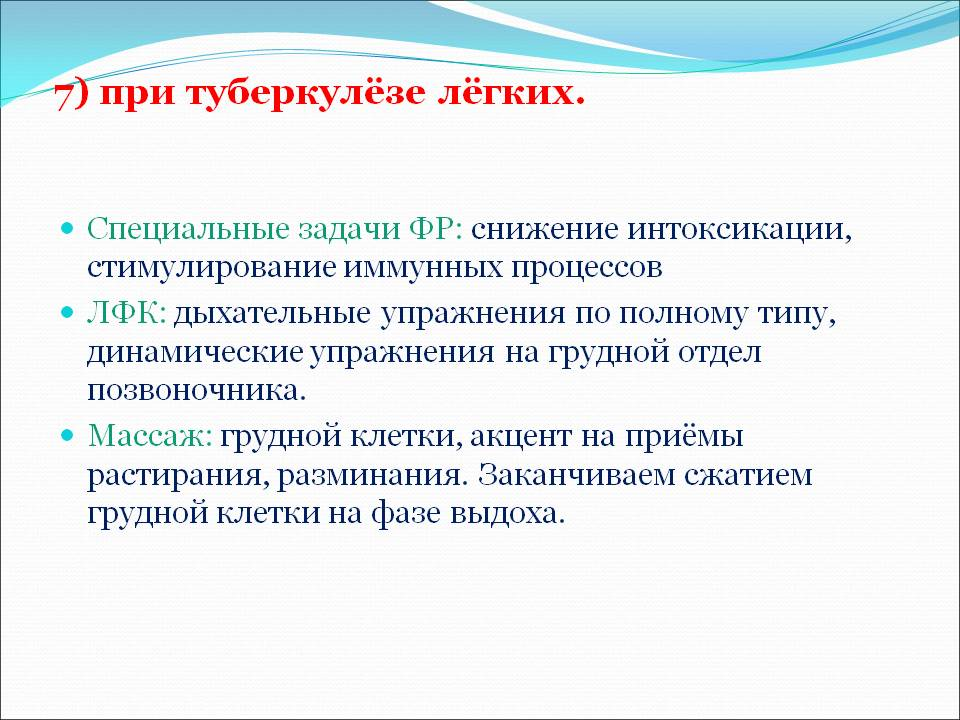 7) при туберкулёзе лёгких.
Специальные задачи ФР: снижение интоксикации,
стимулирование иммунных процессов
ЛФК: дыхательные упражнения по полному типу,
динамические упражнения на грудной отдел
позвоночника.
Массаж: грудной клетки, акцент на приёмы
растирания, разминания. Заканчиваем сжатием
грудной клетки на фазе выдоха.